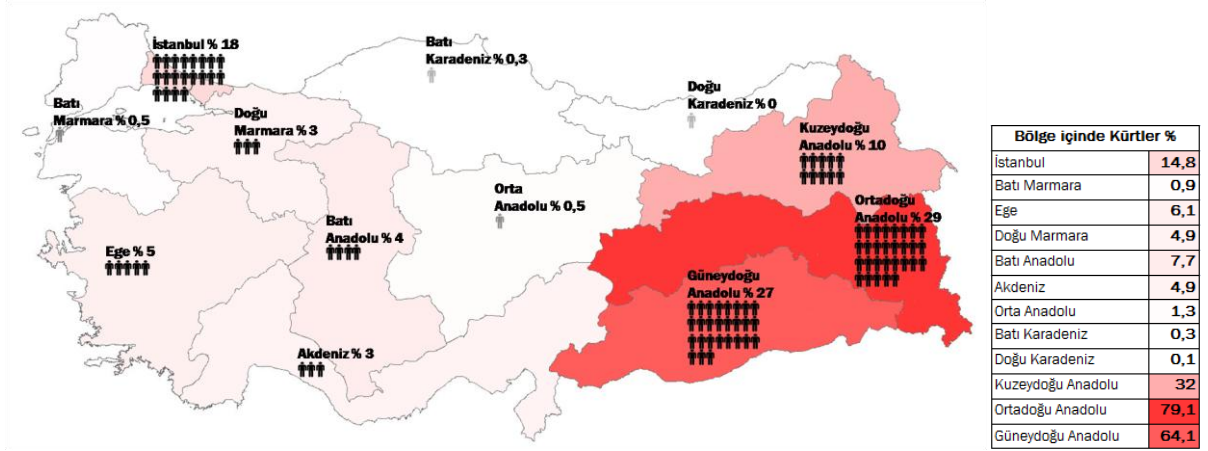 İstanbul % 18
Batı
Karadeniz % 0,3
Doğu
Karadeniz % 0
Batı
Marmara % 0,5
Doğu
Marmara % 3
Kuzeydoğu
Anadolu % 10
Orta
Anadolu % 0,5
Ortadoğu
Anadolu % 29
Batı
Anadolu % 4
Ege % 5
Güneydoğu
Anadolu % 27
Akdeniz % 3
Bölge içinde Kürtler %
İstanbul 14,8
Batı Marmara 0,9
Ege 6,1
Doğu Marmara 4,9
Batı Anadolu 7,7
Akdeniz 4,9
Orta Anadolu 1,3
Batı Karadeniz 0,3
Doğu Karadeniz 0,1
Kuzeydoğu Anadolu 32
Ortadoğu Anadolu 79,1
Güneydoğu Anadolu 64,1